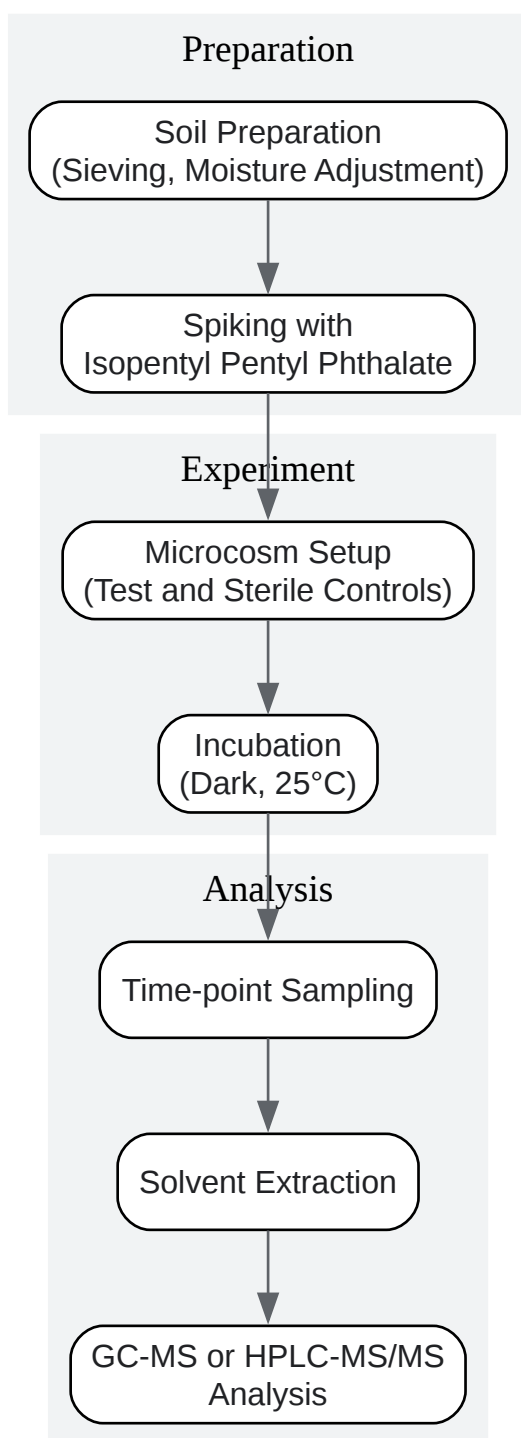 Preparation
Soil Preparation
(Sieving, Moisture Adjustment)
Spiking with
Isopentyl Pentyl Phthalate
Experiment
Microcosm Setup
(Test and Sterile Controls)
Incubation
(Dark, 25°C)
Analysis
Time-point Sampling
Solvent Extraction
GC-MS or HPLC-MS/MS
Analysis